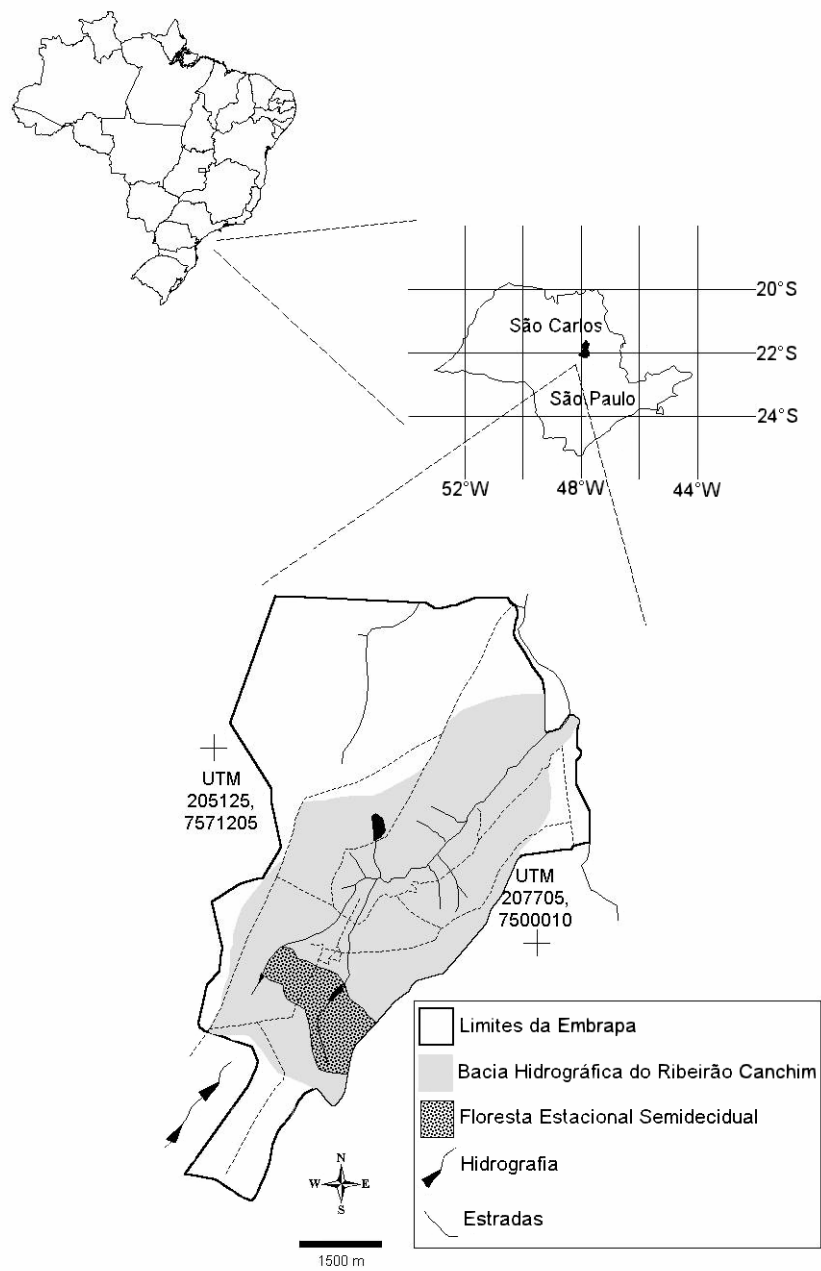 20°S
São Carlos
22°S
São Paulo
24°S
52°W 48°W 44°W
UTM
205125,
7571205
UTM
207705,
7500010
Limites da Embrapa
Bacia Hidrográfica do Ribeirão Canchim
Floresta Estacional Semidecidual
Hidrografia
Estradas
N
W E
S
1500 m